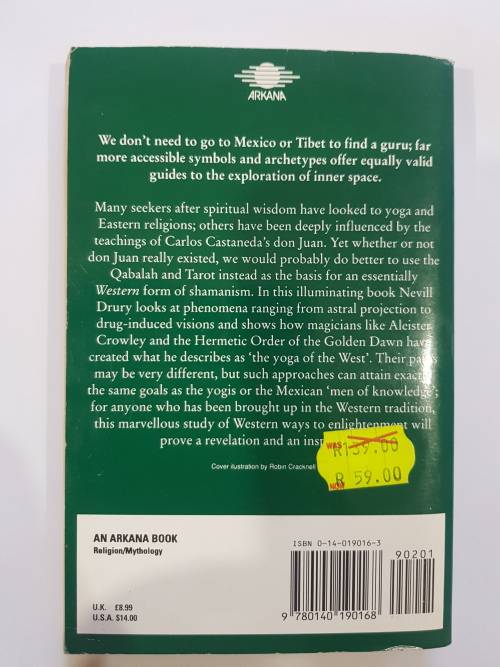 ARKANA
We don't need to go to Mexico or Tibet to find a guru; far
more accessible symbols and archetypes offer equally valid
guides to the exploration of inner space.
Many seekers after spiritual wisdom have looked to yoga and
Eastern religions; others have been deeply influenced by the
teachings of Carlos Castaneda's don Juan. Yet whether or not
don Juan really existed, we would probably do better to use the
Qabalah and Tarot instead as the basis for an essentially
Western form of shamanism. In this illuminating book Nevill
Drury looks at phenomena ranging from astral projection to
drug-induced visions and shows how magicians like Aleister
Crowley and the Hermetic Order of the Golden Dawn have
created what he describes as 'the yoga of the West'. Their
may be very different, but such approaches can attain
the same goals as the yogis or the Mexican 'men of knowledge';
for anyone who has been brought up in the Western tradition,
this marvellous study of Western ways to enlightenment will
prove a revelation and an
WAS R139.00
NOW R 59.00
Cover ilustration by Robin Cracknell
AN ARKANA BOOK
Religion/Mythology
U.K. £8.99
U.S.A. $14.00
ISBN 0-14-019016-3
90201
9 780140 190168